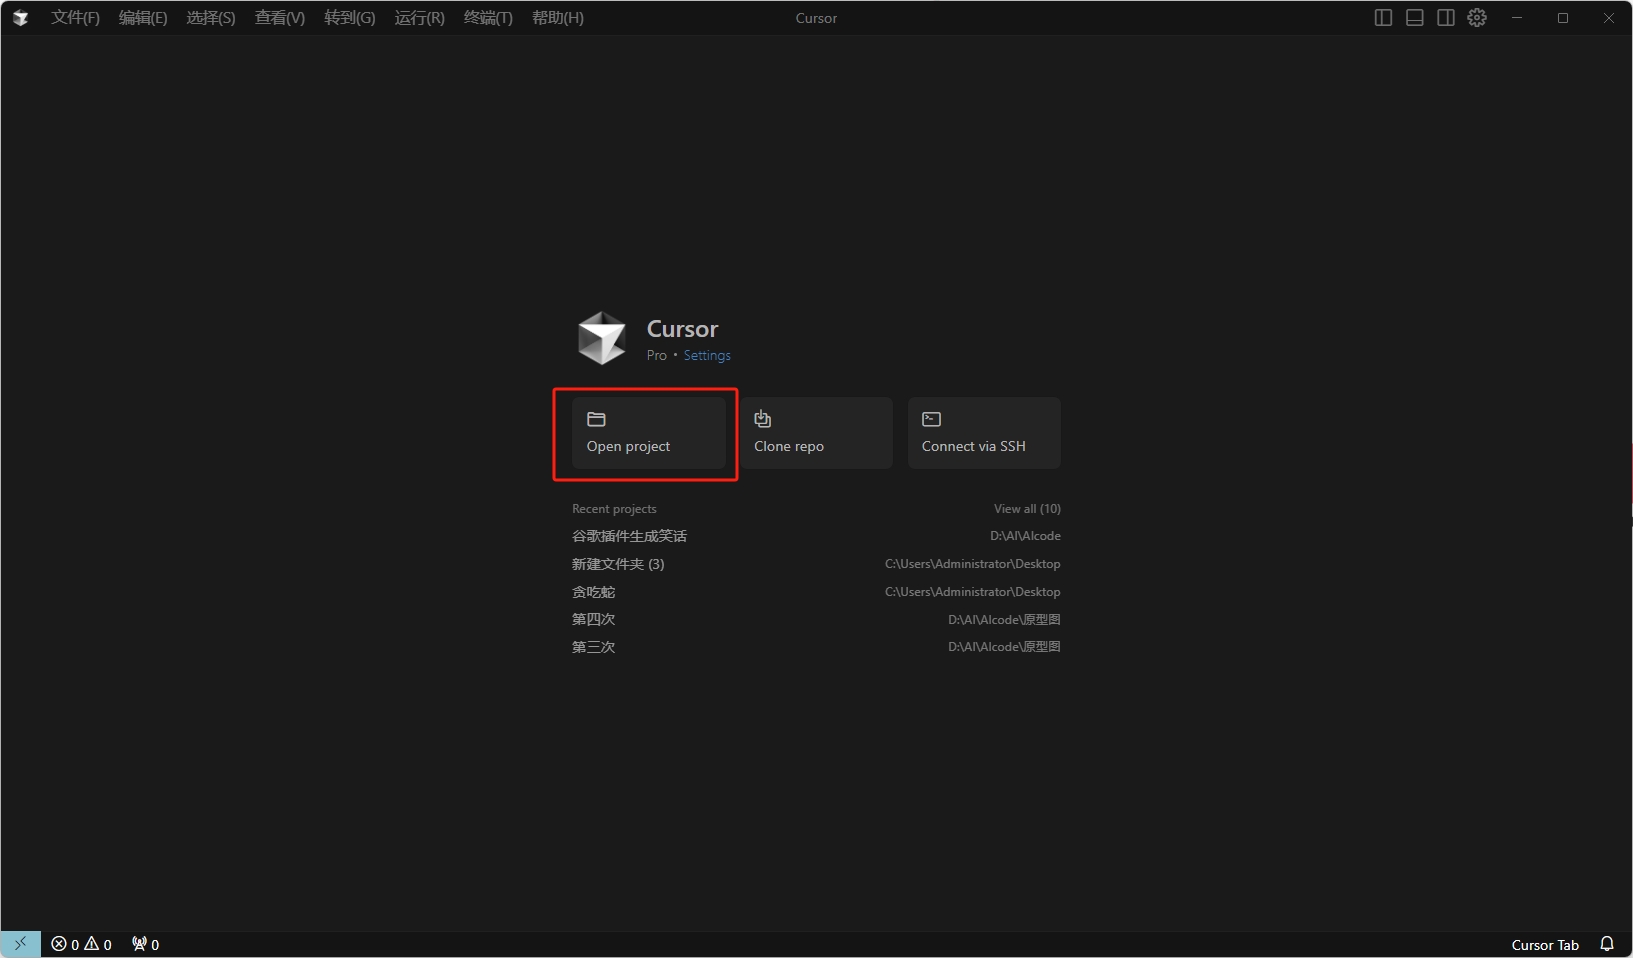 文件(F) 编辑(E) 选择(S) 查看(V) 转到(G) 运行(R) 终端(T) 帮助(H) Cursor
Cursor
Pro • Settings
Open project Clone repo Connect via SSH
Recent projects View all (10)
谷歌插件生成笑话 D:\AI\AIcode
新建文件夹 (3) C:\Users\Administrator\Desktop
贪吃蛇 C:\Users\Administrator\Desktop
第四次 D:\AI\AIcode\原型图
第三次 D:\AI\AIcode\原型图
0 0 0 Cursor Tab